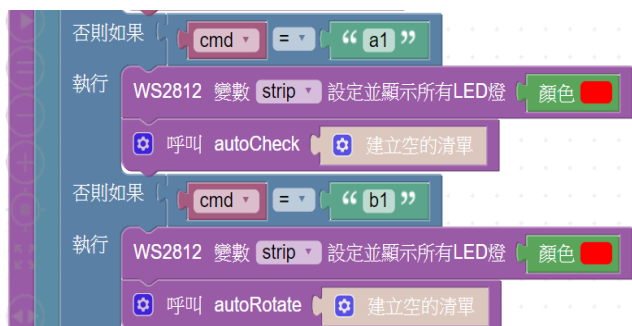 否則如果 cmd = “ a1 ”
執行 WS2812 變數 strip 設定並顯示所有LED燈 顏色
呼叫 autoCheck 建立空的清單
否則如果 cmd = “ b1 ”
執行 WS2812 變數 strip 設定並顯示所有LED燈 顏色
呼叫 autoRotate 建立空的清單